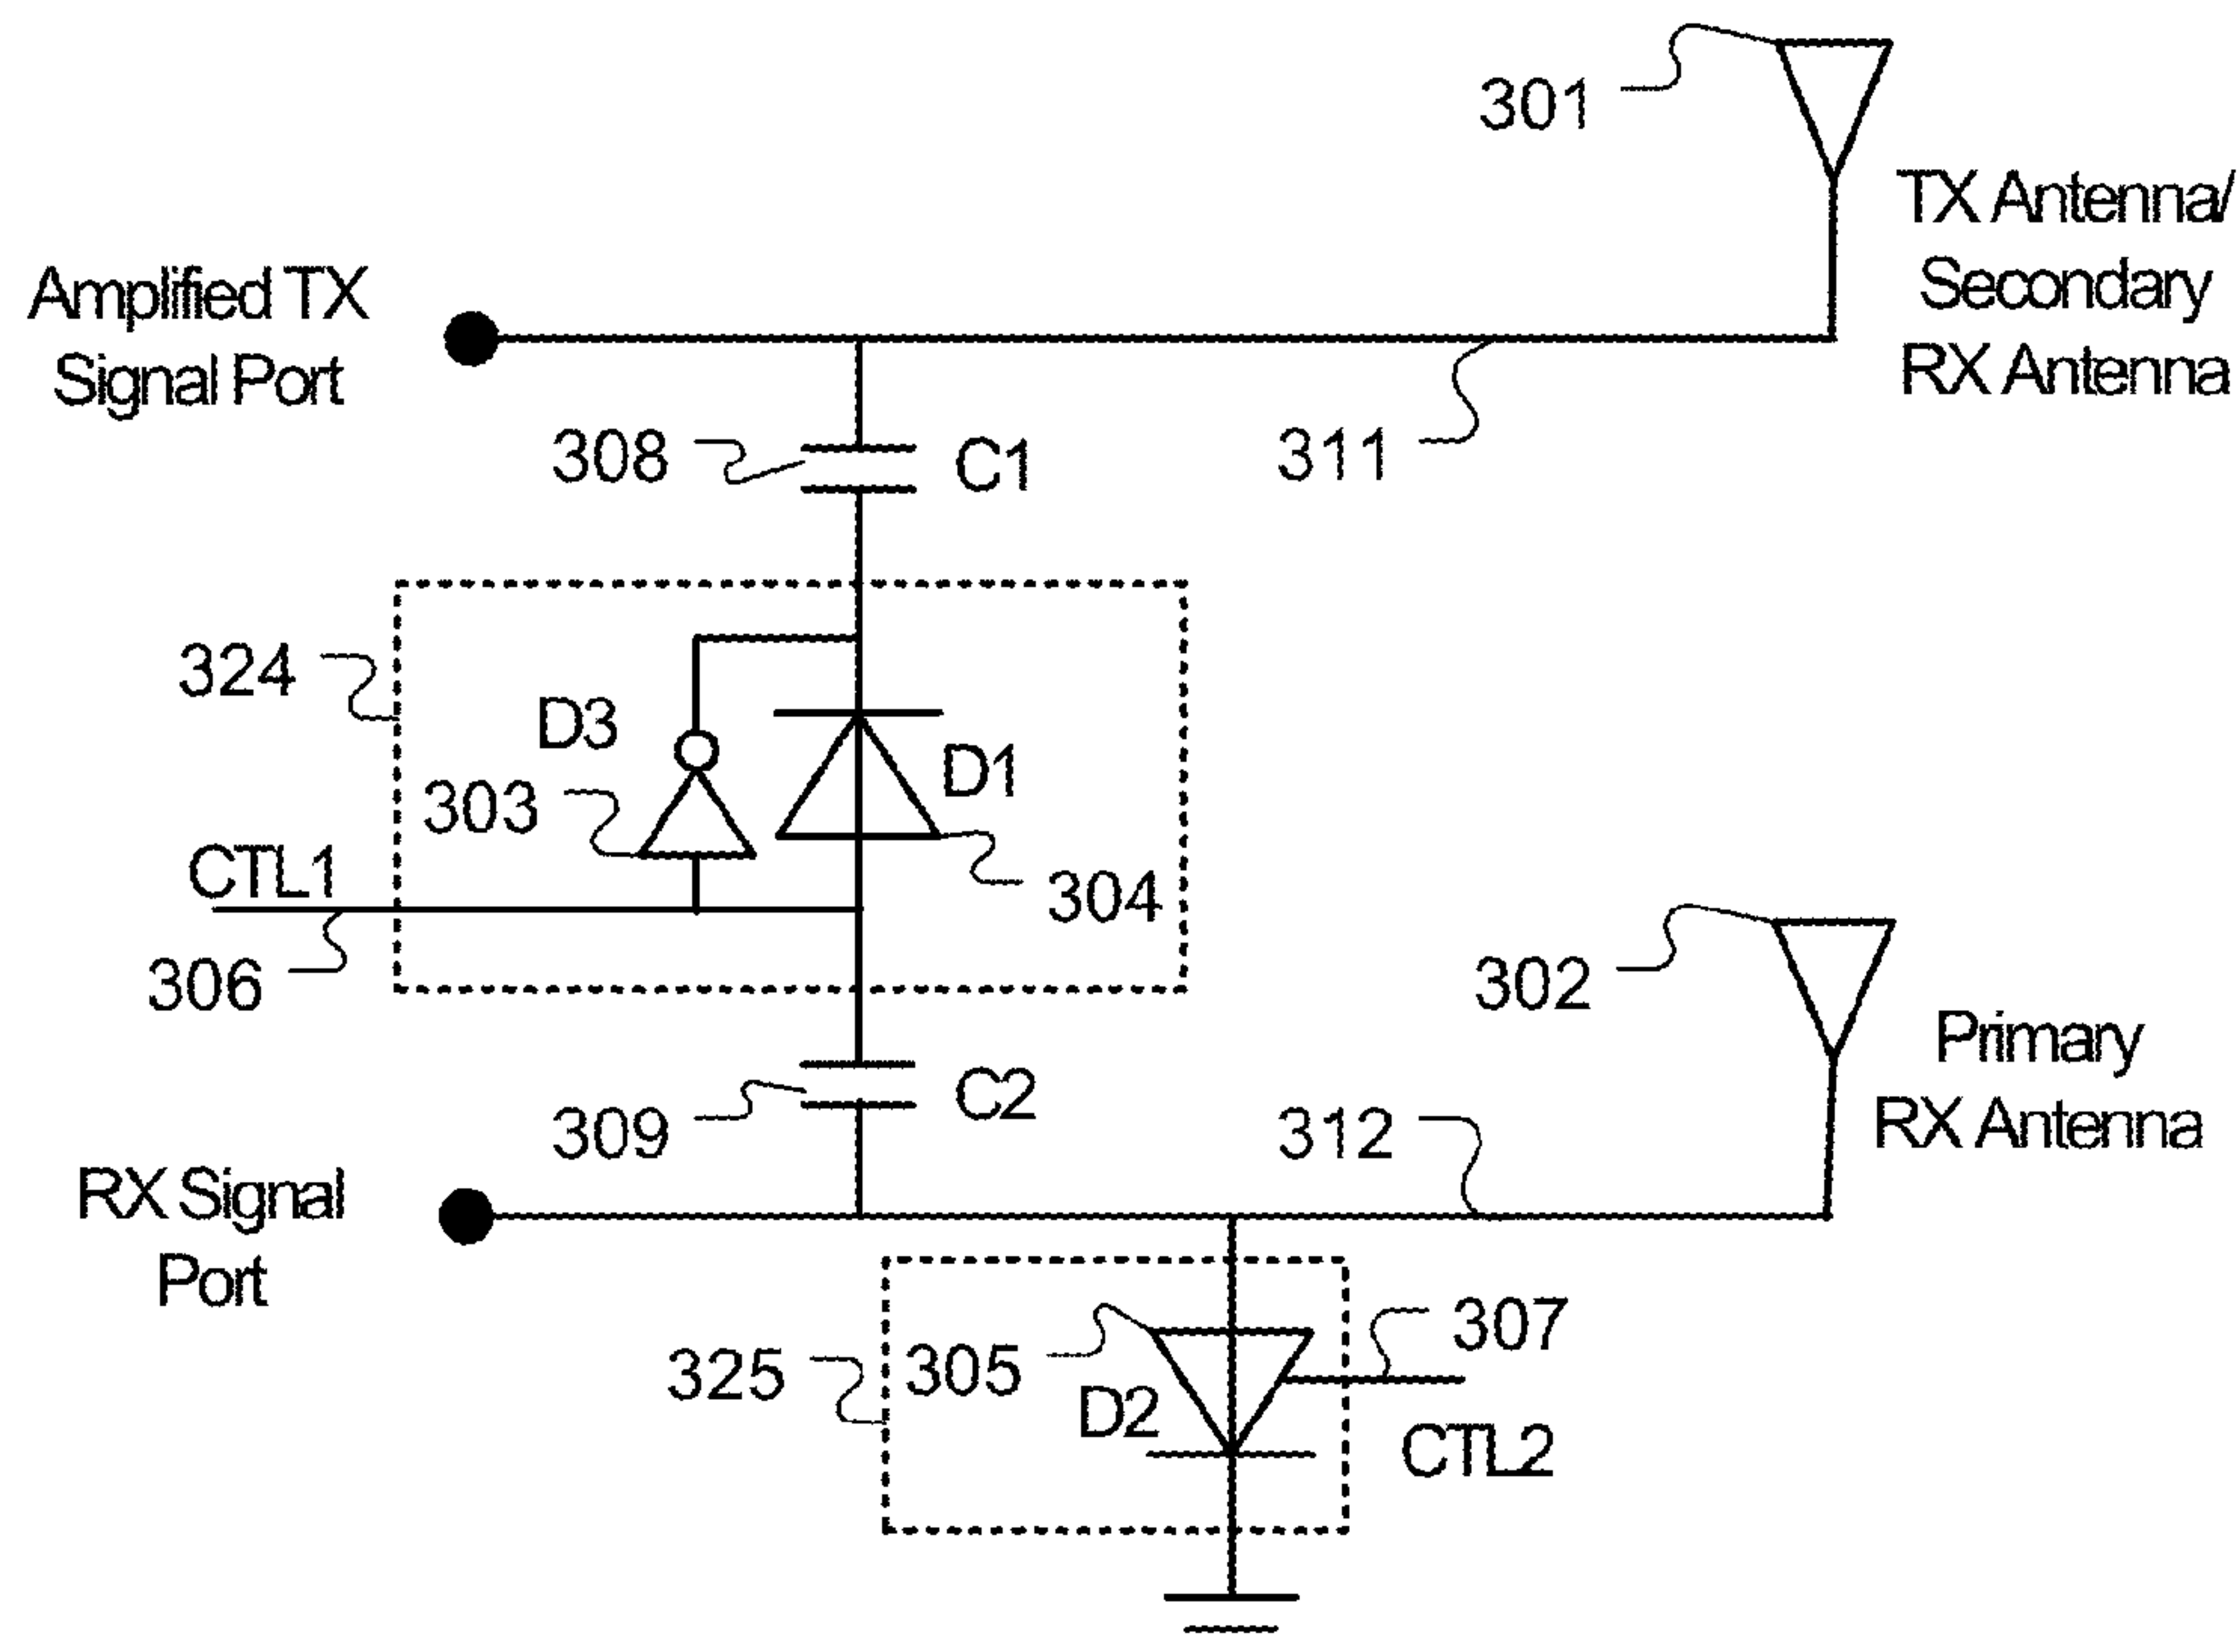 301
TX Antenna/
Secondary
RX Antenna
Amplified TX
Signal Port
308
C1
311
324
D3
D1
303
CTL1
304
306
302
Primary
RX Antenna
C2
309
312
RX Signal
Port
307
325
305
D2
CTL2